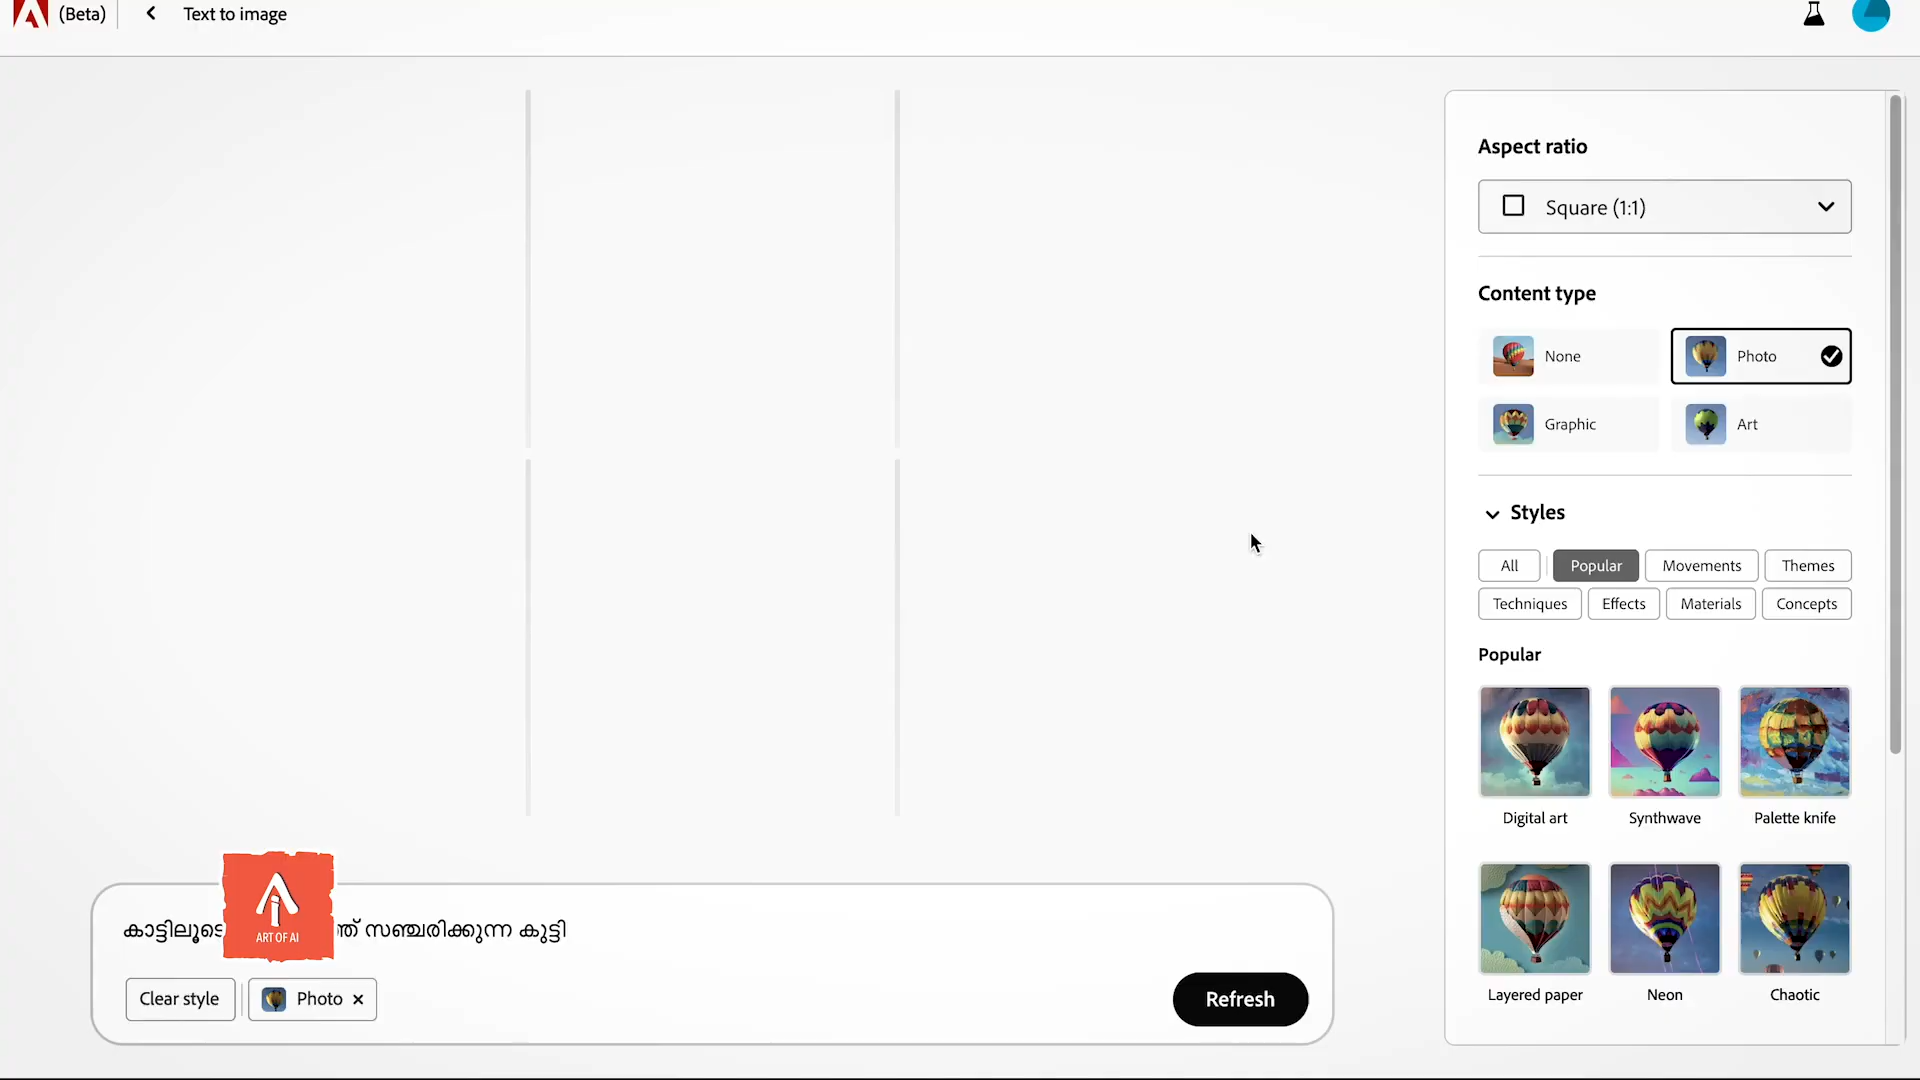 (Beta)
Text to image
Aspect ratio
Square (1:1)
Content type
None
Photo
Graphic
Art
Styles
All
Popular
Movements
Themes
Techniques
Effects
Materials
Concepts
Popular
Digital art
Synthwave
Palette knife
Layered paper
Neon
Chaotic
സഞ്ചരിക്കുന്ന കുട്ടി
ART OF AI
Clear style
Photo
Refresh